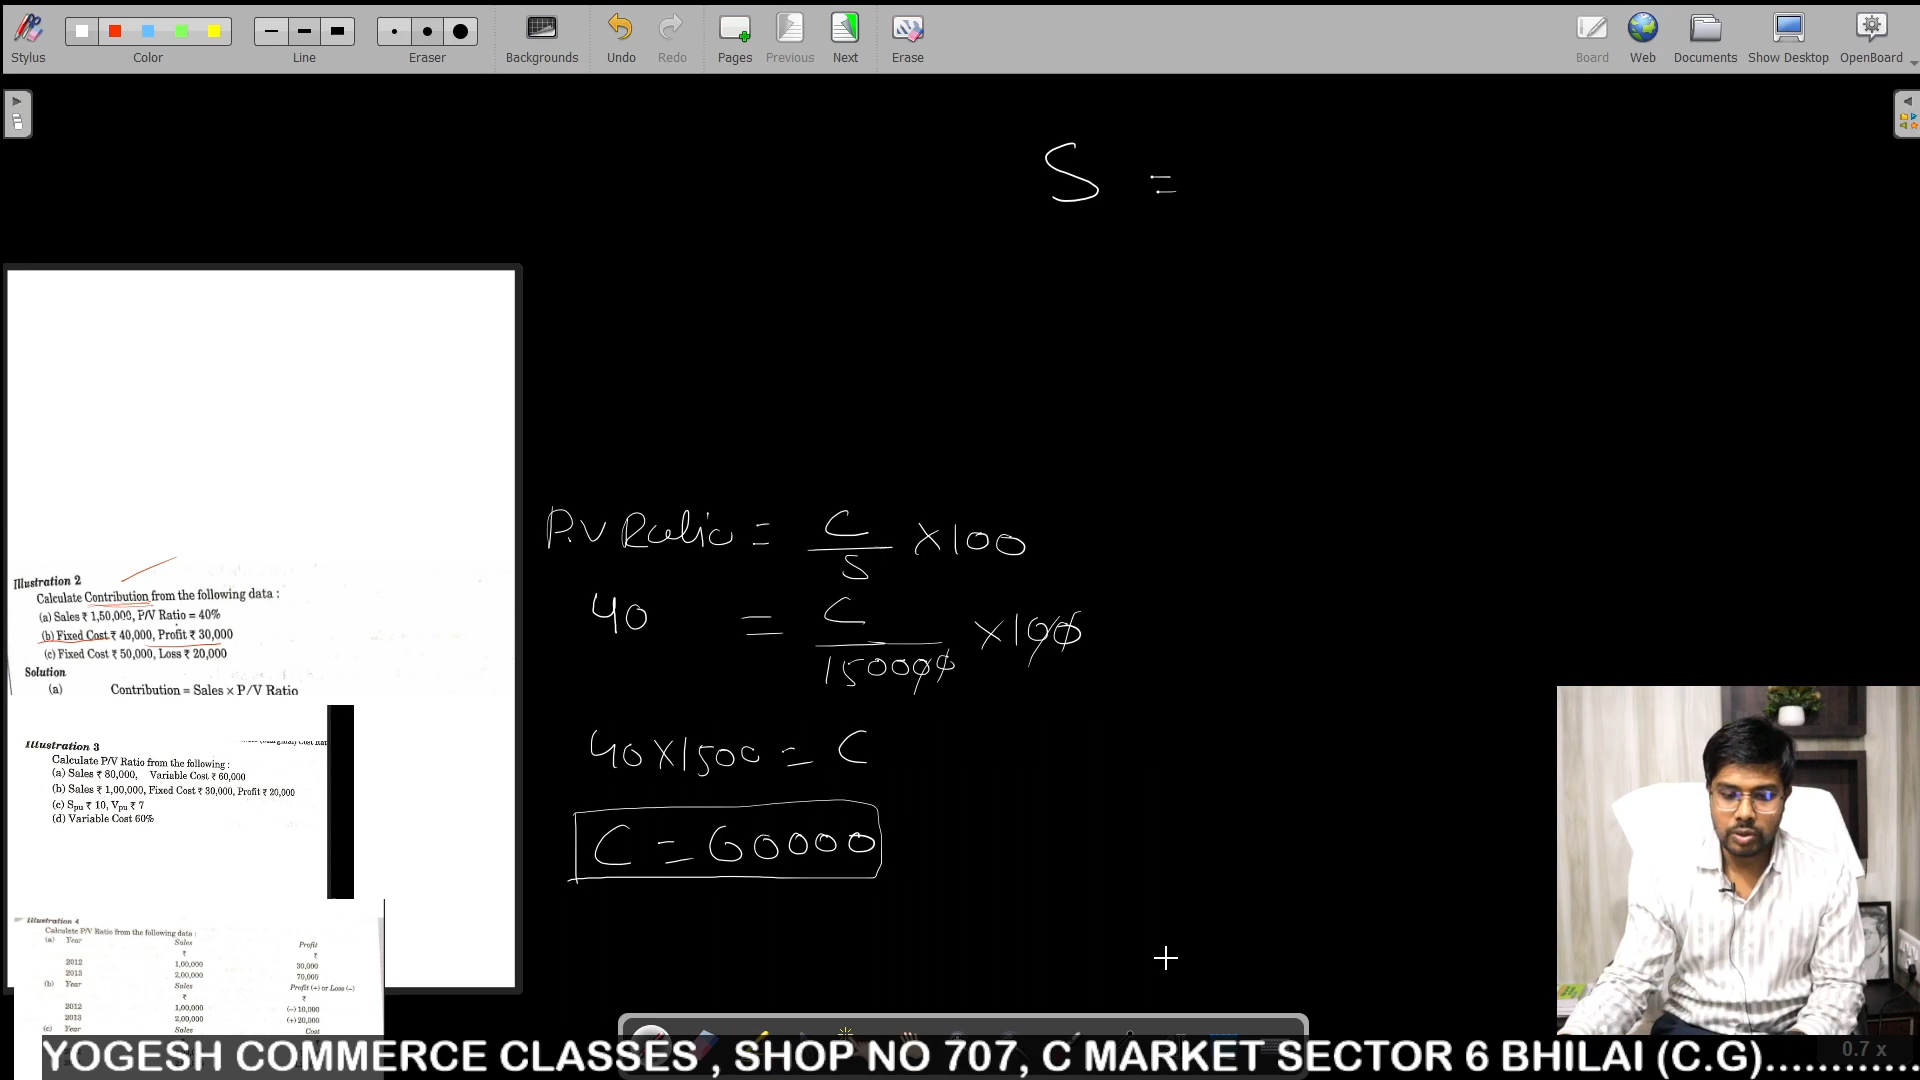 Stylus Color Line Eraser Backgrounds Undo Redo Pages Previous Next Erase Board Web Documents Show Desktop OpenBoard
S =
P.V Ratio = C/S ×100
40 = C/150000 ×100
40×1500 = C
C = 60000
Illustration 2
Calculate Contribution from the following data :
(a) Sales ₹ 1,50,000, P/V Ratio = 40%
(b) Fixed Cost ₹ 40,000, Profit ₹ 30,000
(c) Fixed Cost ₹ 50,000, Loss ₹ 20,000
Solution
(a) Contribution = Sales × P/V Ratio
Illustration 3
Calculate P/V Ratio from the following :
(a) Sales ₹ 80,000, Variable Cost ₹ 60,000
(b) Sales ₹ 1,00,000, Fixed Cost ₹ 30,000, Profit ₹ 20,000
(c) Spu ₹ 10, Vpu ₹ 7
(d) Variable Cost 60%
Illustration 4
Calculate P/V Ratio from the following data :
(a) Year Sales Profit
₹ ₹
2012 1,00,000 30,000
2013 2,00,000 70,000
(b) Year Sales Profit (+) or Loss (–)
₹ ₹
2012 1,00,000 (–) 10,000
2013 2,00,000 (+) 20,000
(c) Year Sales Cost
YOGESH COMMERCE CLASSES , SHOP NO 707, C MARKET SECTOR 6 BHILAI (C.G)............
0.7 x